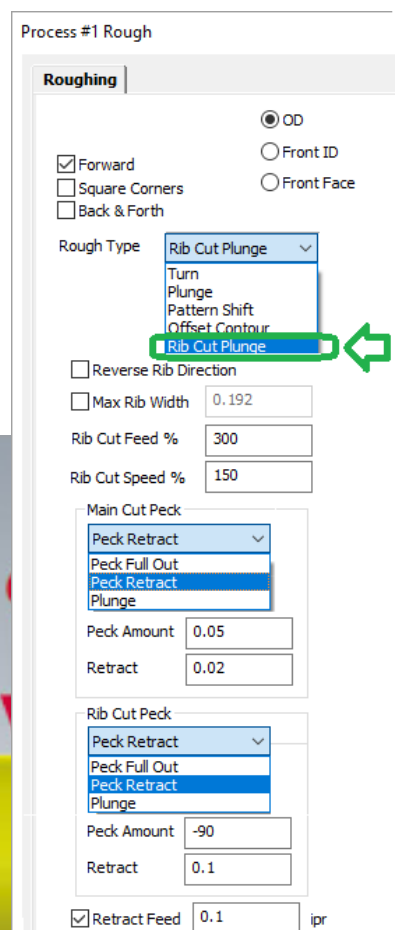 Process #1 Rough
Roughing
OD
Forward
Front ID
Square Corners
Front Face
Back & Forth
Rough Type Rib Cut Plunge
Turn
Plunge
Pattern Shift
Offset Contour
Rib Cut Plunge
Reverse Rib Direction
Max Rib Width 0.192
Rib Cut Feed % 300
Rib Cut Speed % 150
Main Cut Peck
Peck Retract
Peck Full Out
Peck Retract
Plunge
Peck Amount 0.05
Retract 0.02
Rib Cut Peck
Peck Retract
Peck Full Out
Peck Retract
Plunge
Peck Amount -90
Retract 0.1
Retract Feed 0.1 ipr